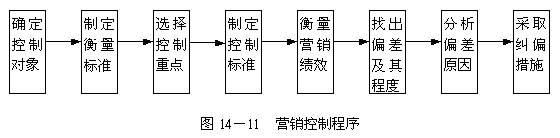 确定
控制
对象
制定
衡量
标准
选择
控制
重点
制定
控制
标准
衡量
营销
绩效
找出
偏差
及其
程度
分析
偏差
原因
采取
纠偏
措施
图 14－11 营销控制程序